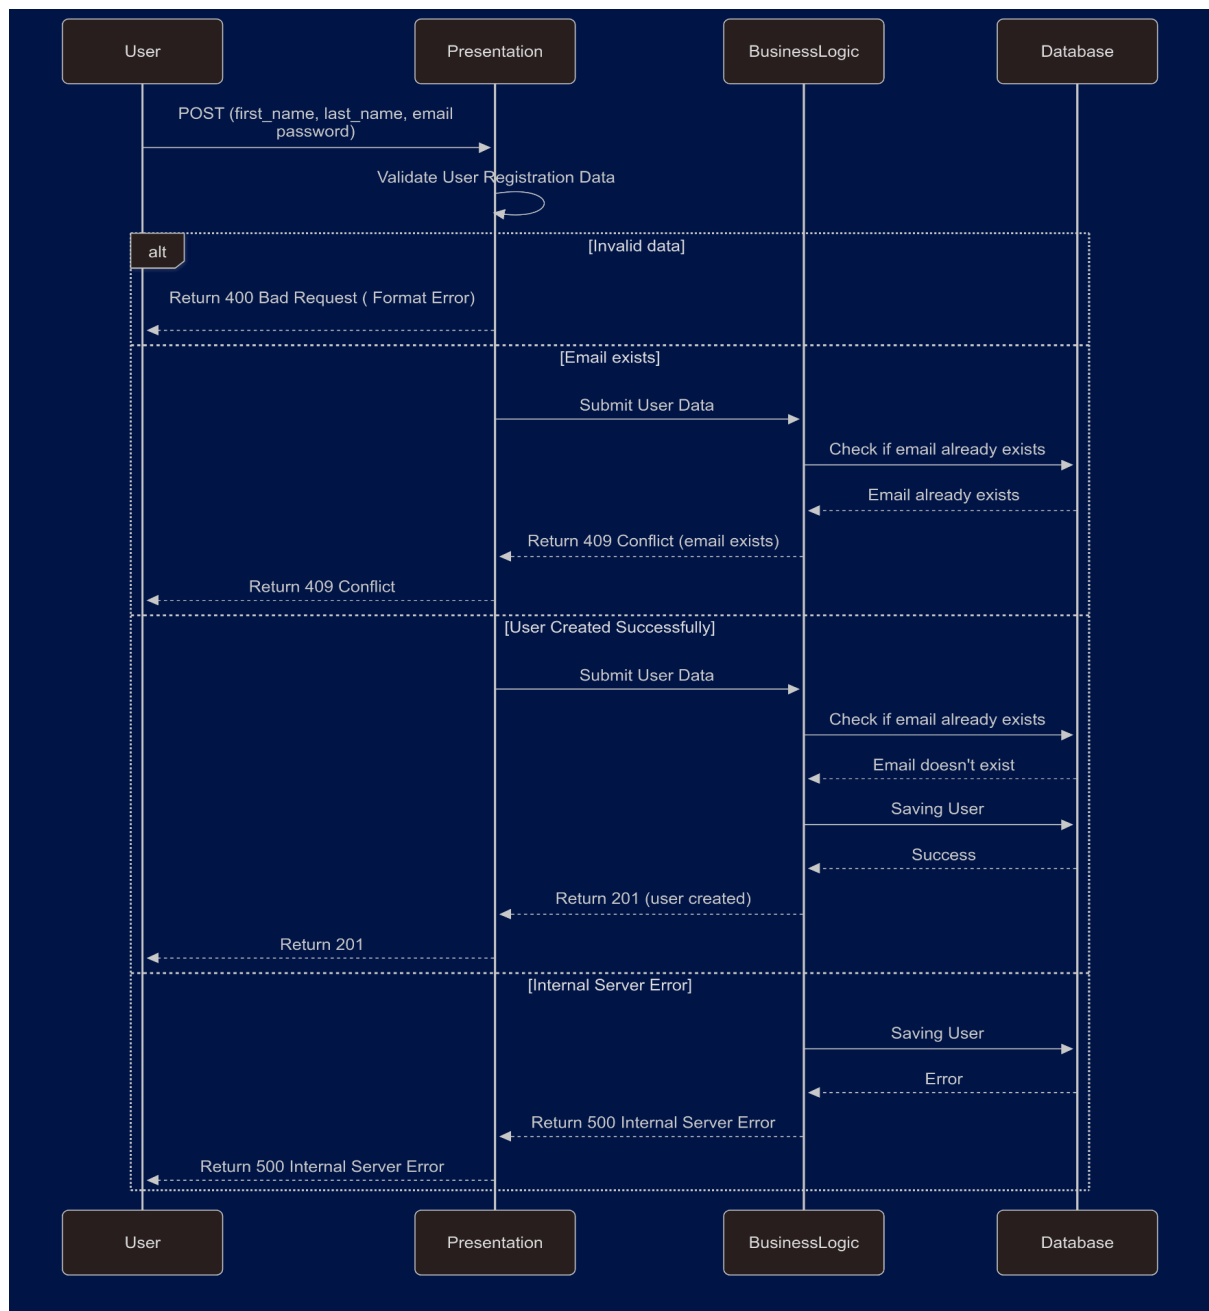 User
Presentation
BusinessLogic
Database
POST (first_name, last_name, email
password)
Validate User Registration Data
alt
[Invalid data]
Return 400 Bad Request ( Format Error)
[Email exists]
Submit User Data
Check if email already exists
Email already exists
Return 409 Conflict (email exists)
Return 409 Conflict
[User Created Successfully]
Submit User Data
Check if email already exists
Email doesn't exist
Saving User
Success
Return 201 (user created)
Return 201
[Internal Server Error]
Saving User
Error
Return 500 Internal Server Error
Return 500 Internal Server Error
User
Presentation
BusinessLogic
Database